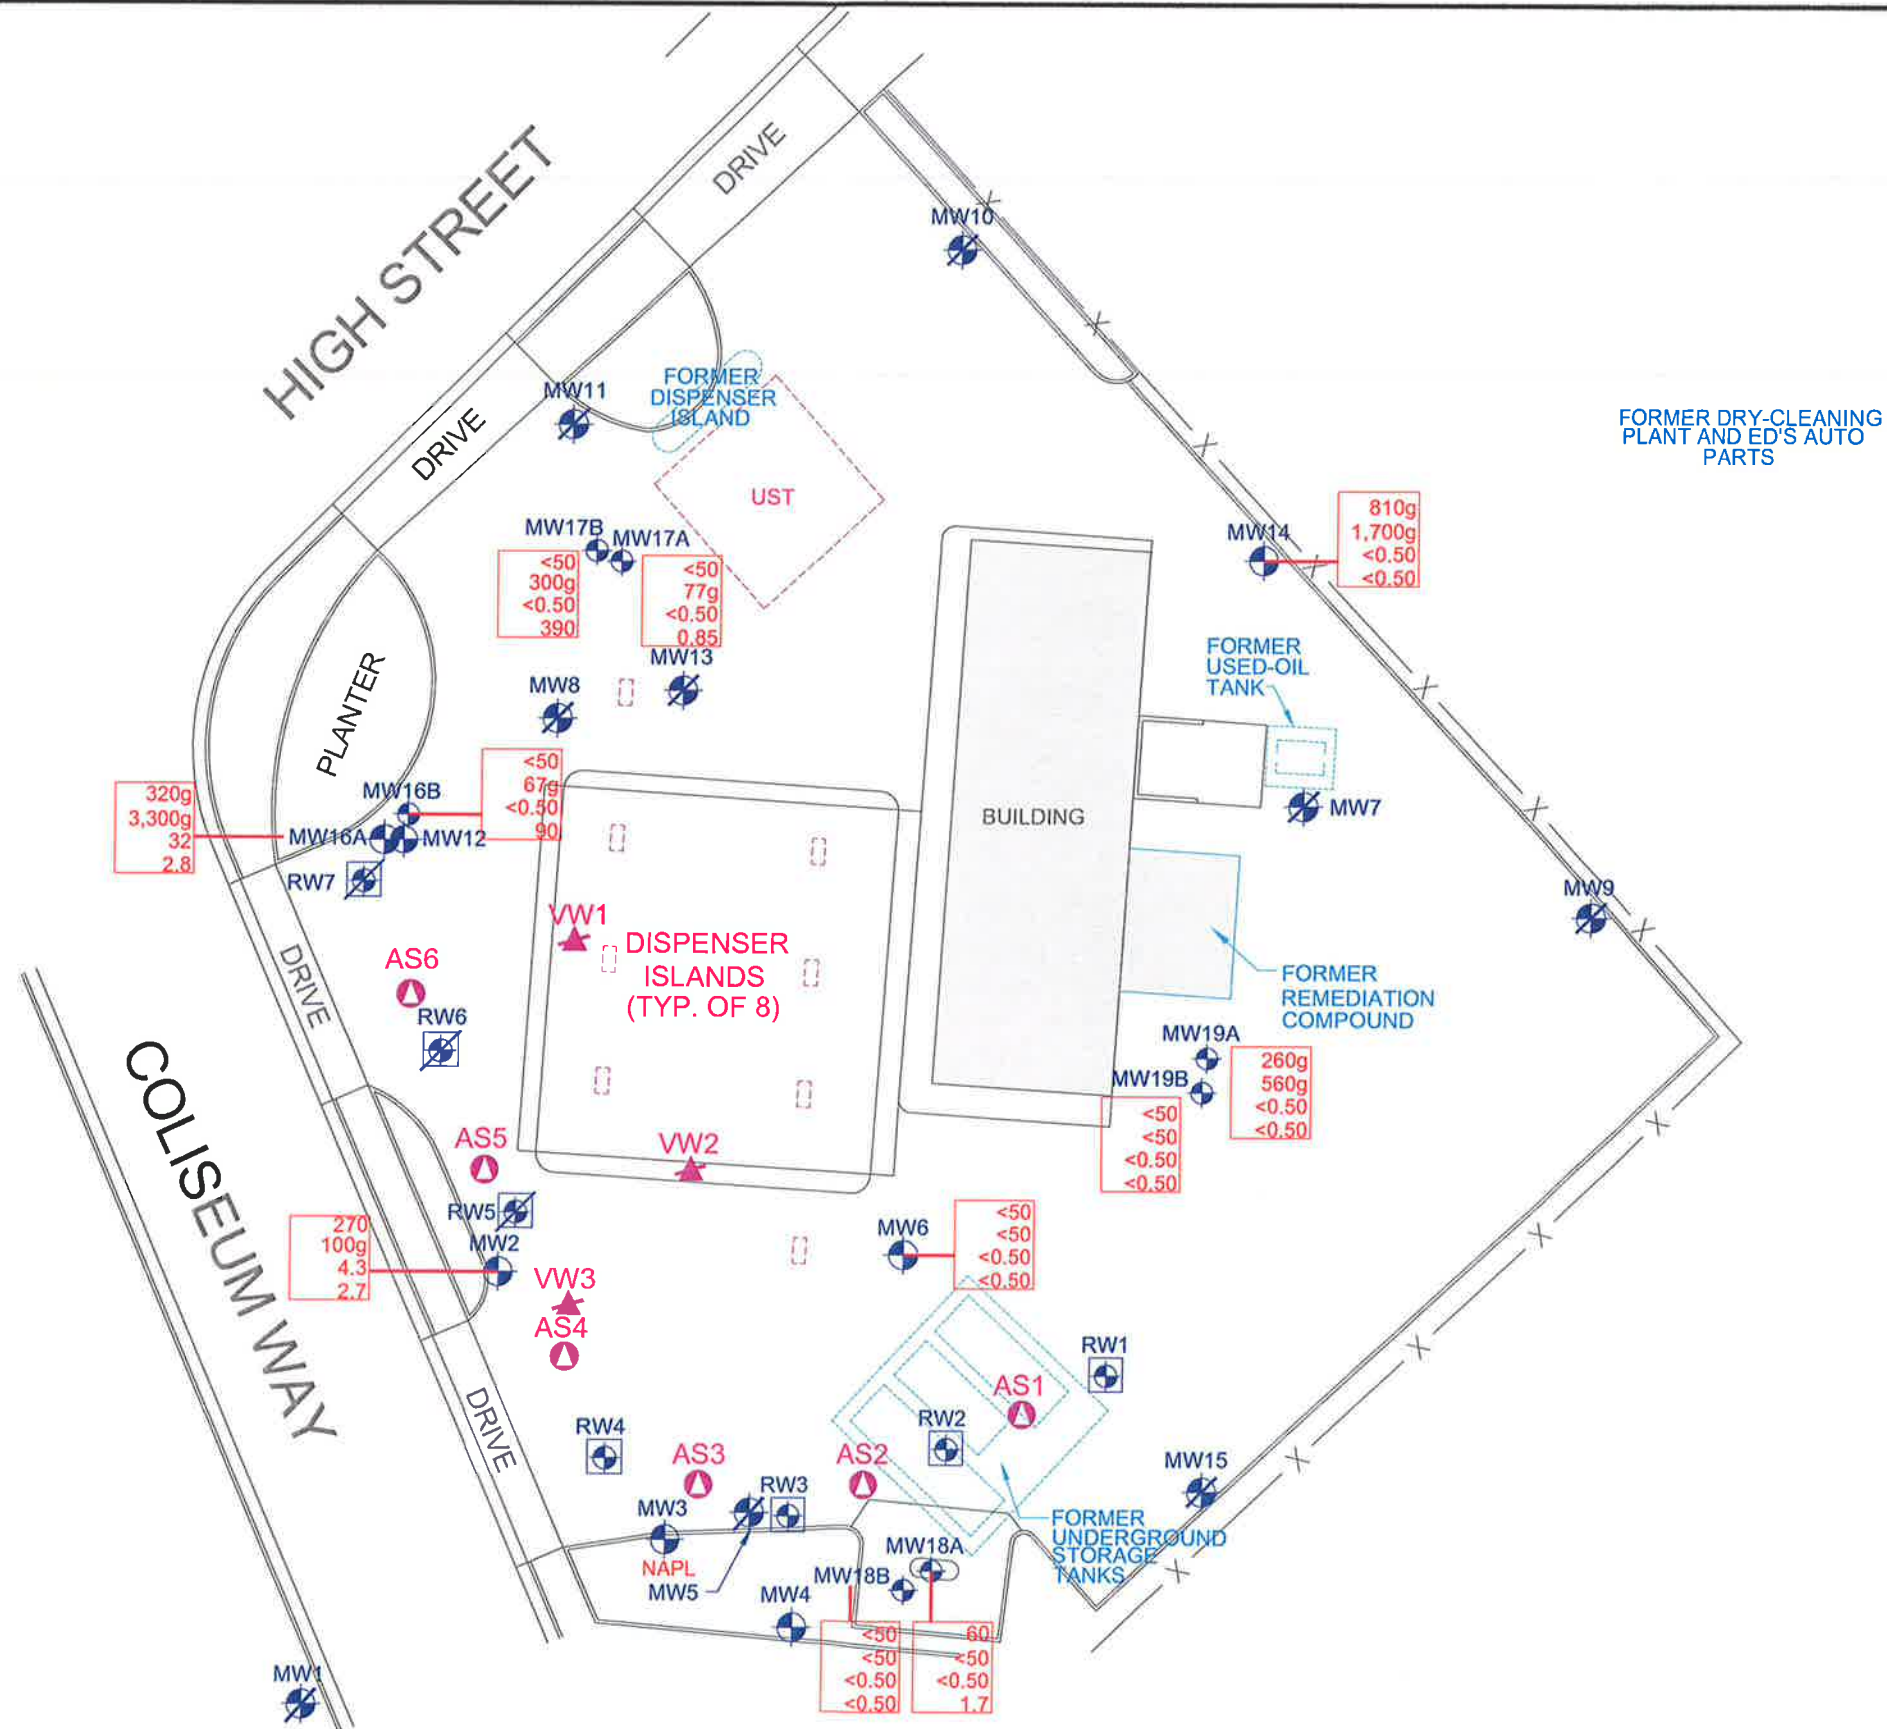 DRIVE
HIGH STREET
MW10
MW11
FORMER
DISPENSER
ISLAND
DRIVE
FORMER DRY-CLEANING
PLANT AND ED'S AUTO
PARTS
UST
MW17B
MW17A
<50
300g
<0.50
390
<50
77g
<0.50
0.85
MW14
810g
1,700g
<0.50
<0.50
MW13
MW8
PLANTER
FORMER
USED-OIL
TANK
MW7
320g
3,300g
32
2.8
MW16B
<50
67g
<0.50
90
MW16A
MW12
RW7
BUILDING
MW9
VW1
DISPENSER
ISLANDS
(TYP. OF 8)
DRIVE
AS6
RW6
FORMER
REMEDIATION
COMPOUND
MW19A
260g
560g
<0.50
<0.50
MW19B
<50
<50
<0.50
<0.50
COLISEUM WAY
AS5
VW2
RW5
MW2
270
100g
4.3
2.7
MW6
<50
<50
<0.50
<0.50
VW3
AS4
RW1
AS1
DRIVE
RW4
RW2
AS3
AS2
MW15
RW3
MW3
NAPL
MW5
FORMER
UNDERGROUND
STORAGE
TANKS
MW18A
MW18B
MW4
<50
<50
<0.50
<0.50
60
<50
<0.50
1.7
MW1
X
X
X
X
X
X
X
X
X
X
X
X
X